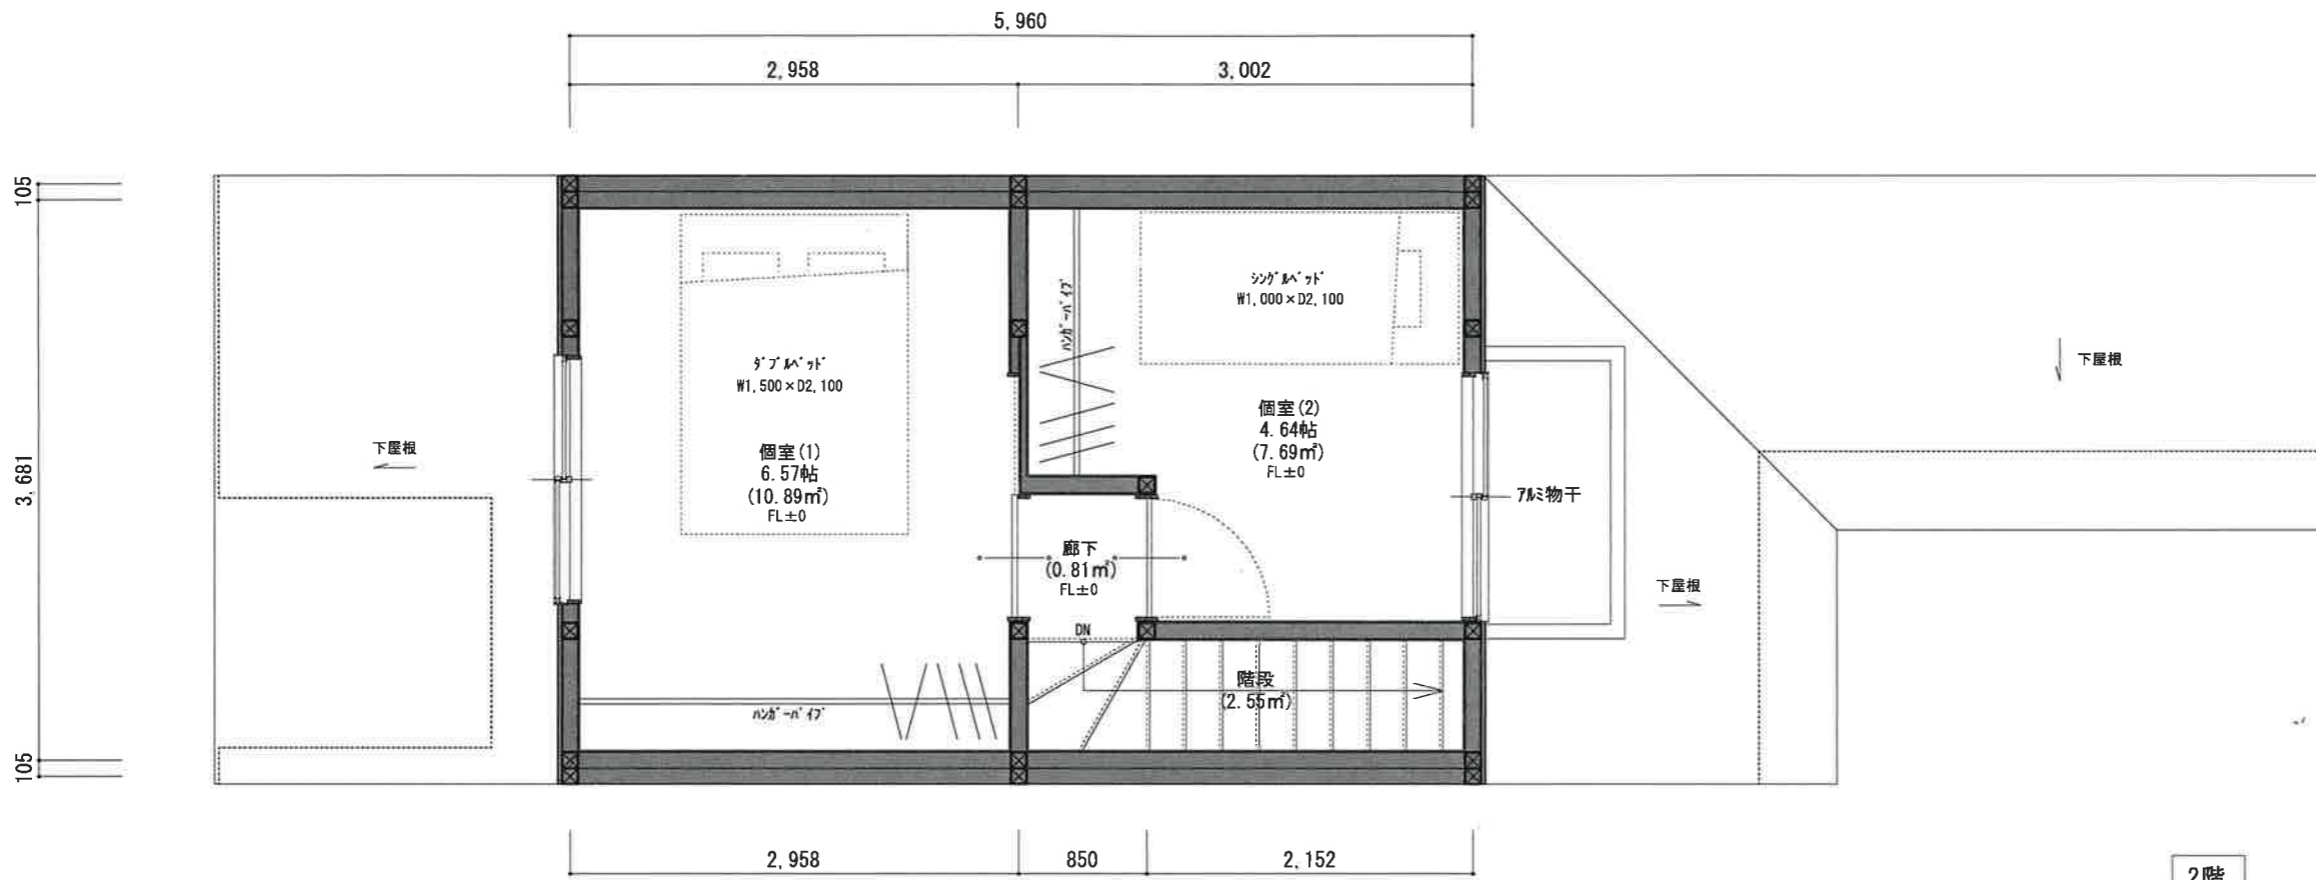 5,960
2,958
3,002
105
3,681
105
ハンガーパイプ
シングルベッド
W1,000×D2,100
ダブルベッド
W1,500×D2,100
下屋根
個室(1)
6.57帖
(10.89㎡)
FL±0
個室(2)
4.64帖
(7.69㎡)
FL±0
アルミ物干
下屋根
廊下
(0.81㎡)
FL±0
下屋根
DN
階段
(2.55㎡)
ハンガーパイプ
2,958
850
2,152
2階